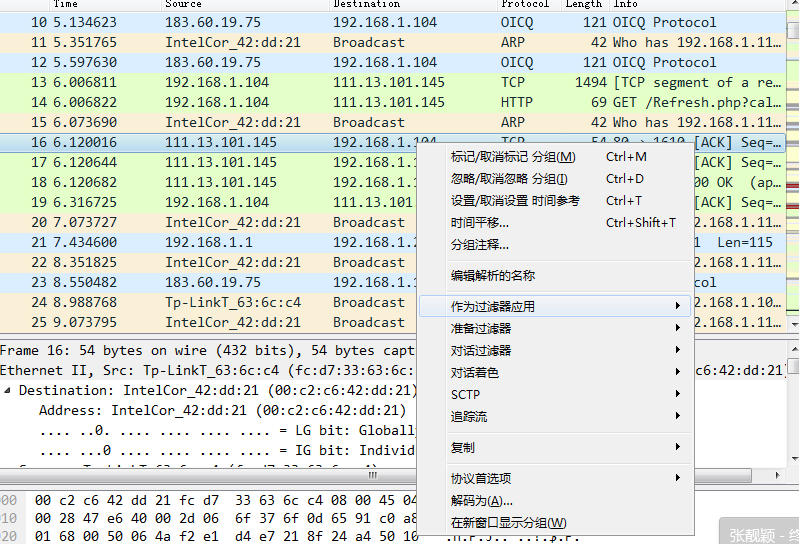 Time Source Destination Protocol Length Info
10 5.134623 183.60.19.75 192.168.1.104 OICQ 121 OICQ Protocol
11 5.351765 IntelCor_42:dd:21 Broadcast ARP 42 Who has 192.168.1.11…
12 5.597630 183.60.19.75 192.168.1.104 OICQ 121 OICQ Protocol
13 6.006811 192.168.1.104 111.13.101.145 TCP 1494 [TCP segment of a re…
14 6.006822 192.168.1.104 111.13.101.145 HTTP 69 GET /Refresh.php?cal…
15 6.073690 IntelCor_42:dd:21 Broadcast ARP 42 Who has 192.168.1.11…
16 6.120016 111.13.101.145 192.168.1.104 TCP 54 80 → 1610 [ACK] Seq=…
17 6.120644 111.13.101.145 192.168.1 [ACK] Seq=…
18 6.120682 111.13.101.145 192.168.1 00 OK (ap…
19 6.316725 192.168.1.104 111.13.101 [ACK] Seq=…
20 7.073727 IntelCor_42:dd:21 Broadcast 2.168.1.11…
21 7.434600 192.168.1.1 192.168.1.2 1 Len=115
22 8.351825 IntelCor_42:dd:21 Broadcast 2.168.1.11…
23 8.550482 183.60.19.75 192.168.1.1 col
24 8.988768 Tp-LinkT_63:6c:c4 Broadcast 2.168.1.10…
25 9.073795 IntelCor_42:dd:21 Broadcast 2.168.1.11…
标记/取消标记 分组(M) Ctrl+M
忽略/取消忽略 分组(I) Ctrl+D
设置/取消设置 时间参考 Ctrl+T
时间平移... Ctrl+Shift+T
分组注释...
编辑解析的名称
作为过滤器应用
准备过滤器
对话过滤器
对话着色
SCTP
追踪流
复制
协议首选项
解码为(A)...
在新窗口显示分组(W)
Frame 16: 54 bytes on wire (432 bits), 54 bytes capt
Ethernet II, Src: Tp-LinkT_63:6c:c4 (fc:d7:33:63:6c: c6:42:dd:21)
Destination: IntelCor_42:dd:21 (00:c2:c6:42:dd:21)
Address: IntelCor_42:dd:21 (00:c2:c6:42:dd:21)
.... ..0. .... .... .... .... = LG bit: Globall
.... ...0 .... .... .... .... = IG bit: Individ
000 00 c2 c6 42 dd 21 fc d7 33 63 6c c4 08 00 45 04
010 00 28 47 e6 40 00 2d 06 6f 37 6f 0d 65 91 c0 a8
020 01 68 00 50 06 4a f2 e1 d4 e7 21 8f 24 a4 50 10
张靓颖 - 终